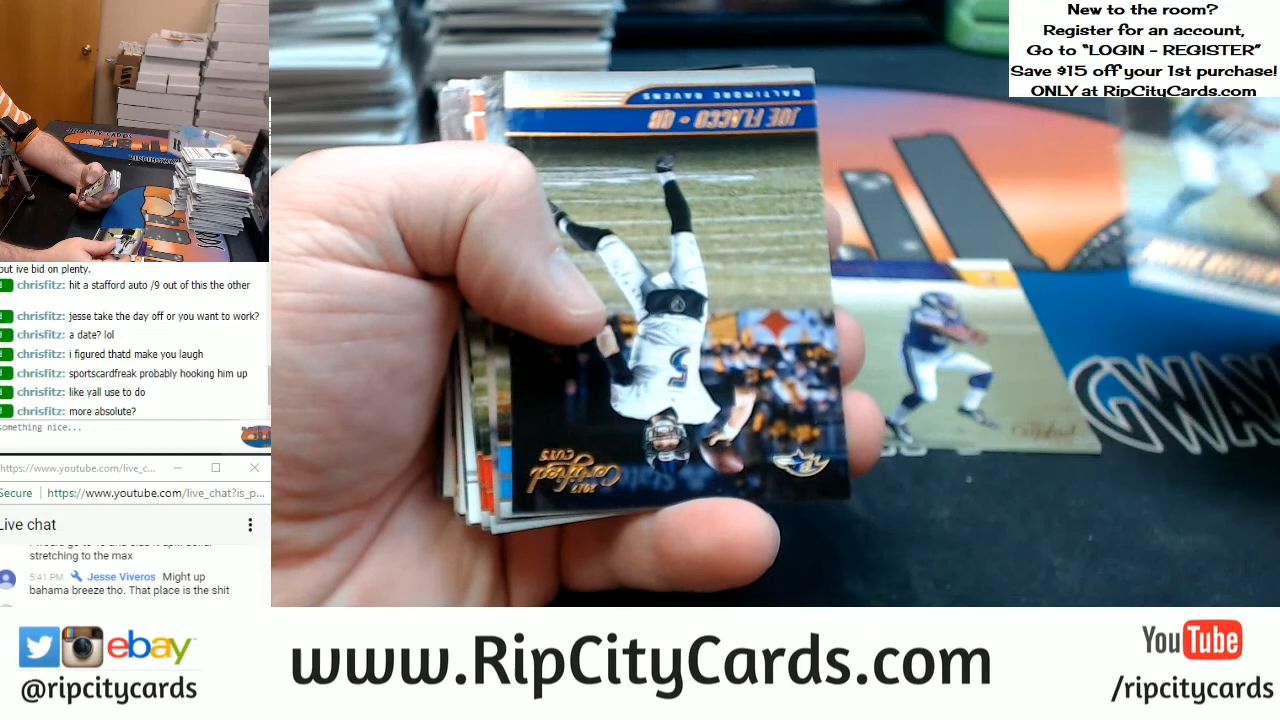 New to the room?
Register for an account,
Go to "LOGIN - REGISTER"
Save $15 off your 1st purchase!
ONLY at RipCityCards.com
BALTIMORE RAVENS
JOE FLACCO • QB
5
2017
Certified
CUTS
GWAY
out ive bid on plenty.
chrisfitz: hit a stafford auto /9 out of this the other
chrisfitz: jesse take the day off or you want to work?
chrisfitz: a date? lol
chrisfitz: i figured thatd make you laugh
chrisfitz: sportscardfreak probably hooking him up
chrisfitz: like yall use to do
chrisfitz: more absolute?
something nice...
https://www.youtube.com/live_c...
Secure https://www.youtube.com/live_chat?is_p...
Live chat
stretching to the max
5:41 PM Jesse Viveros Might up
bahama breeze tho. That place is the shit
ebay
@ripcitycards
www.RipCityCards.com
YouTube
/ripcitycards